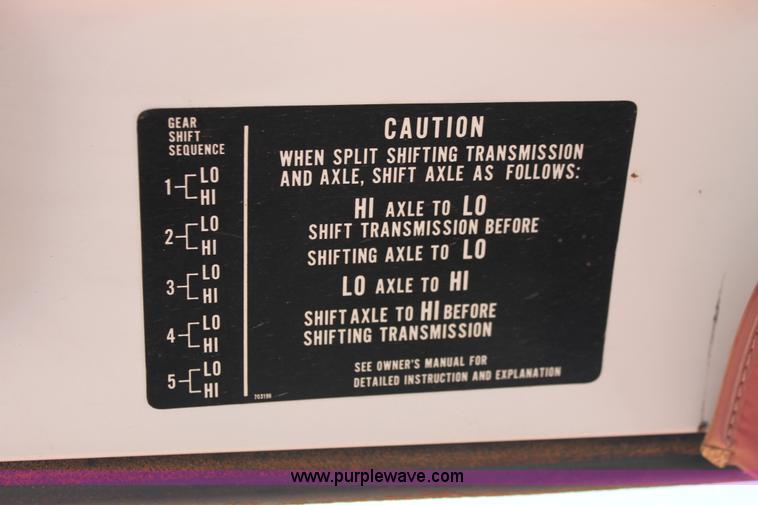 GEAR
SHIFT
SEQUENCE
1 LO
HI
2 LO
HI
3 LO
HI
4 LO
HI
5 LO
HI
CAUTION
WHEN SPLIT SHIFTING TRANSMISSION
AND AXLE, SHIFT AXLE AS FOLLOWS:
HI AXLE TO LO
SHIFT TRANSMISSION BEFORE
SHIFTING AXLE TO LO
LO AXLE TO HI
SHIFT AXLE TO HI BEFORE
SHIFTING TRANSMISSION
SEE OWNER'S MANUAL FOR
DETAILED INSTRUCTION AND EXPLANATION
www.purplewave.com